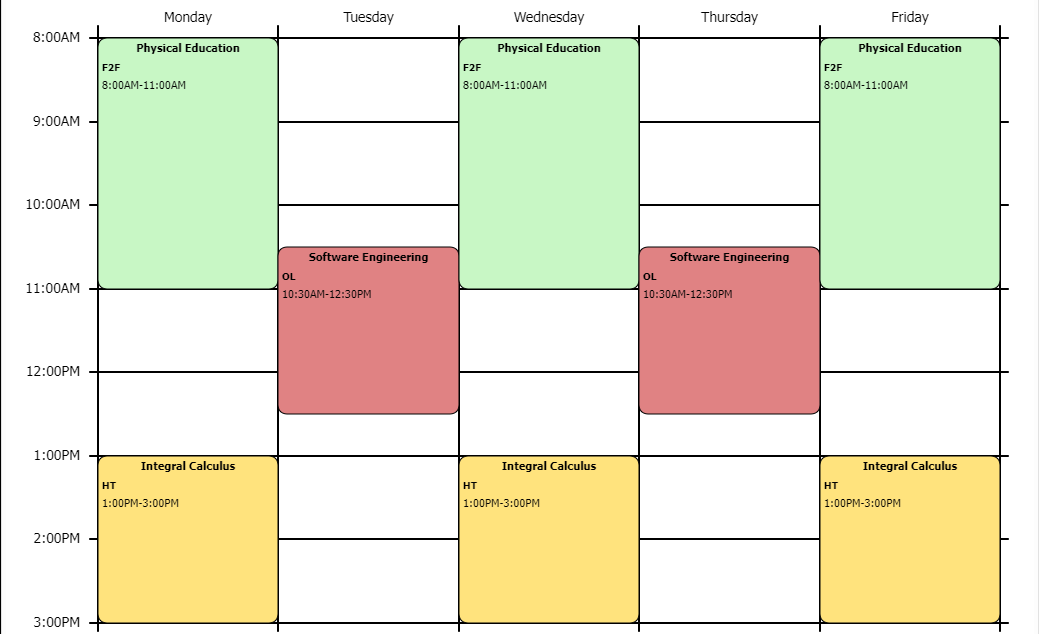 Monday Tuesday Wednesday Thursday Friday
8:00AM
Physical Education Physical Education Physical Education
F2F F2F F2F
8:00AM-11:00AM 8:00AM-11:00AM 8:00AM-11:00AM
9:00AM
10:00AM
Software Engineering Software Engineering
OL OL
11:00AM
10:30AM-12:30PM 10:30AM-12:30PM
12:00PM
1:00PM
Integral Calculus Integral Calculus Integral Calculus
HT HT HT
1:00PM-3:00PM 1:00PM-3:00PM 1:00PM-3:00PM
2:00PM
3:00PM